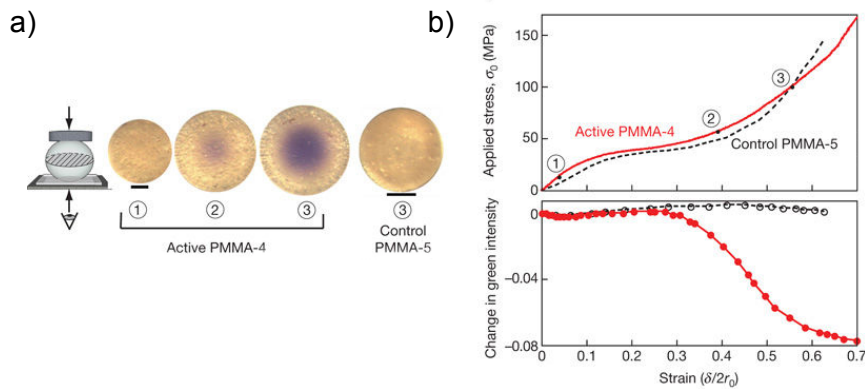 a)
① ② ③ ③
Active PMMA-4
Control
PMMA-5
b)
Applied stress, σ₀ (MPa)
150
100
50
0
①
②
③
Active PMMA-4
Control PMMA-5
Change in green intensity
0
−0.04
−0.08
0 0.1 0.2 0.3 0.4 0.5 0.6 0.7
Strain (δ/2r₀)